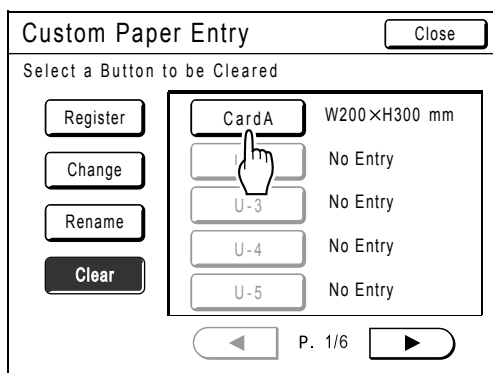 Custom Paper Entry Close
Select a Button to be Cleared
Register CardA W200×H300 mm
Change No Entry
U-3 No Entry
Rename
U-4 No Entry
Clear
U-5 No Entry
P. 1/6